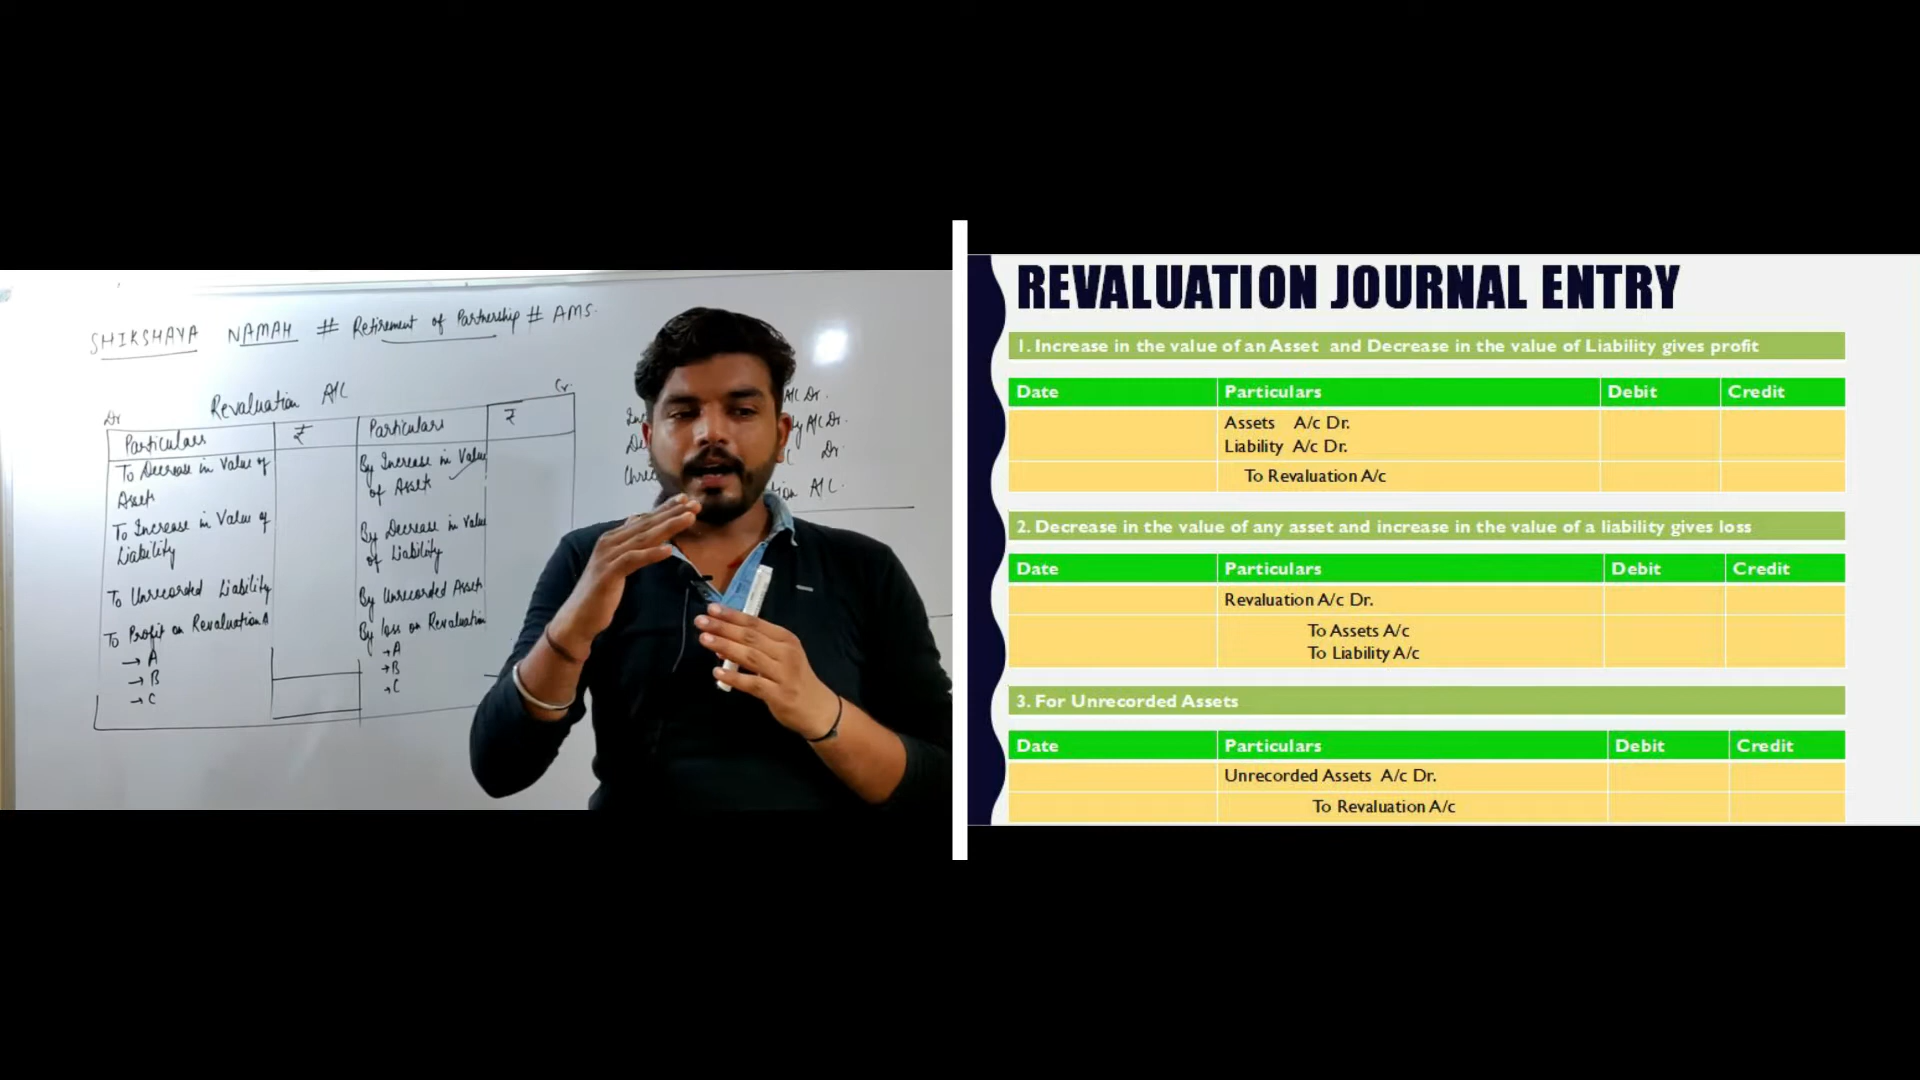 SHIKSHAYA NAMAH # Retirement of Partnership # AMS.
Revaluation A/C
Dr
Cr.
Particulars ₹ Particulars ₹
To Decrease in Value of
Asset
To Increase in Value of
Liability
To Unrecorded Liability
To Profit on Revaluation
→ A
→ B
→ C
By Increase in Value
of Asset
By Decrease in Value
of Liability
By Unrecorded Asset
By loss on Revaluation
→ A
→ B
→ C
A/C Dr.
A/C Dr.
Dr.
A/C.
REVALUATION JOURNAL ENTRY
1. Increase in the value of an Asset and Decrease in the value of Liability gives profit
Date Particulars Debit Credit
Assets A/c Dr.
Liability A/c Dr.
To Revaluation A/c
2. Decrease in the value of any asset and increase in the value of a liability gives loss
Date Particulars Debit Credit
Revaluation A/c Dr.
To Assets A/c
To Liability A/c
3. For Unrecorded Assets
Date Particulars Debit Credit
Unrecorded Assets A/c Dr.
To Revaluation A/c